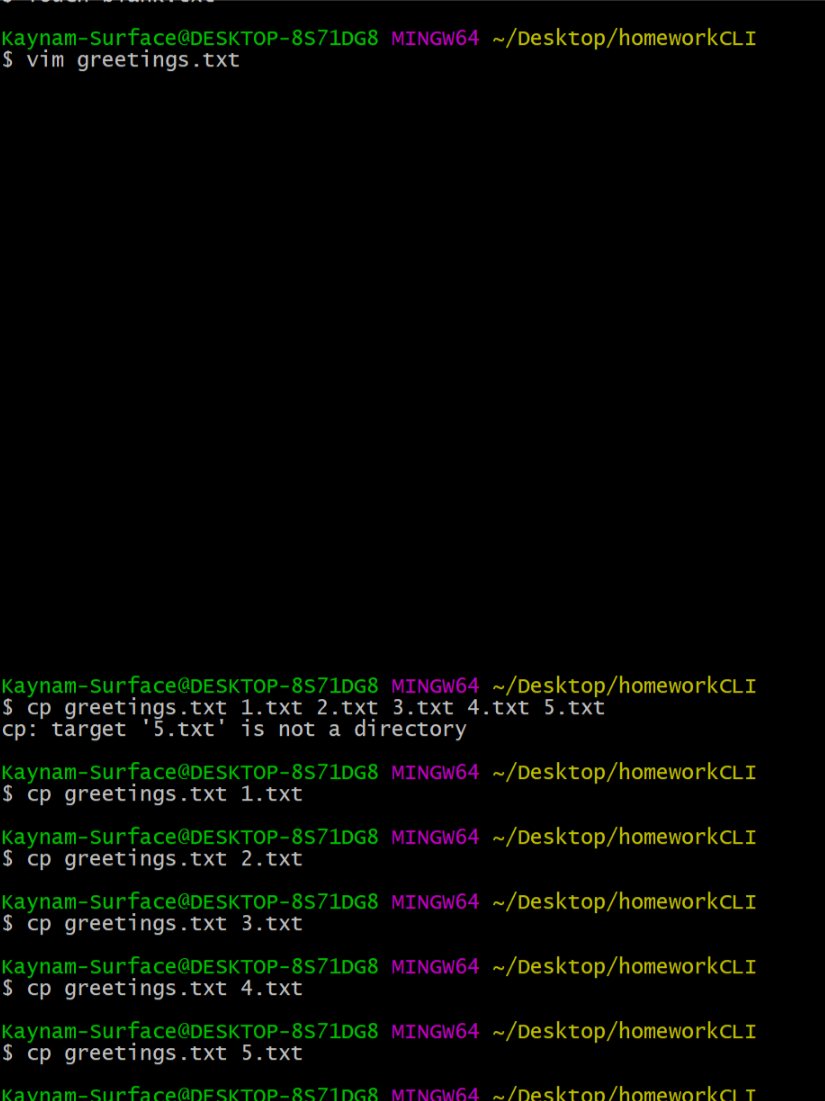 $ touch blank.txt
Kaynam-Surface@DESKTOP-8S71DG8 MINGW64 ~/Desktop/homeworkCLI
$ vim greetings.txt
Kaynam-Surface@DESKTOP-8S71DG8 MINGW64 ~/Desktop/homeworkCLI
$ cp greetings.txt 1.txt 2.txt 3.txt 4.txt 5.txt
cp: target '5.txt' is not a directory
Kaynam-Surface@DESKTOP-8S71DG8 MINGW64 ~/Desktop/homeworkCLI
$ cp greetings.txt 1.txt
Kaynam-Surface@DESKTOP-8S71DG8 MINGW64 ~/Desktop/homeworkCLI
$ cp greetings.txt 2.txt
Kaynam-Surface@DESKTOP-8S71DG8 MINGW64 ~/Desktop/homeworkCLI
$ cp greetings.txt 3.txt
Kaynam-Surface@DESKTOP-8S71DG8 MINGW64 ~/Desktop/homeworkCLI
$ cp greetings.txt 4.txt
Kaynam-Surface@DESKTOP-8S71DG8 MINGW64 ~/Desktop/homeworkCLI
$ cp greetings.txt 5.txt
Kaynam-Surface@DESKTOP-8S71DG8 MINGW64 ~/Desktop/homeworkCLI